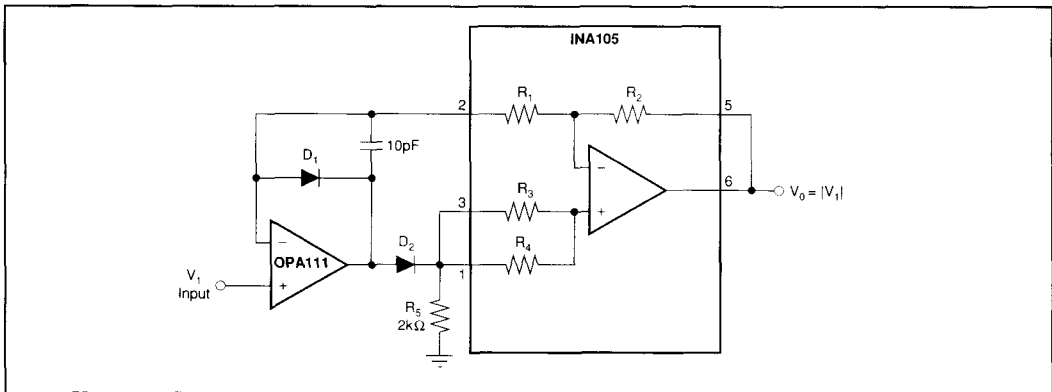 INA105
R1
R2
2
5
10pF
D1
R3
6
V0 = |V1|
3
D2
R4
OPA111
1
V1
Input
R5
2kΩ